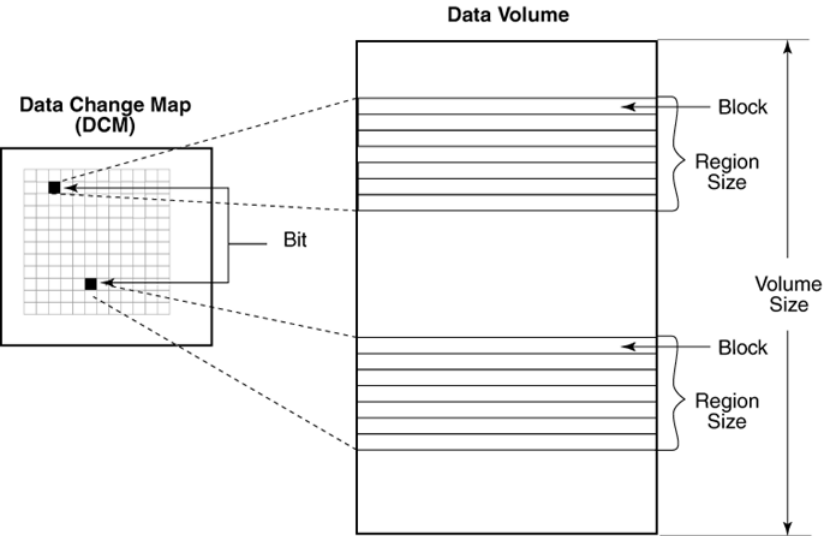 Data Volume
Data Change Map
(DCM)
Block
Region
Size
Bit
Volume
Size
Block
Region
Size